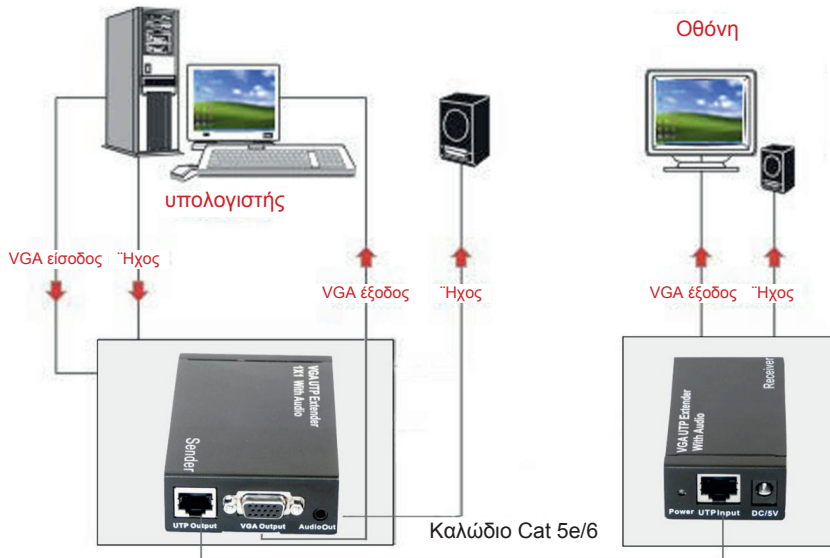 Οθόνη
υπολογιστής
VGA είσοδος
¨Ηχος
VGA έξοδος
¨Ηχος
VGA έξοδος
¨Ηχος
VGA UTP Extender
1X1 With Audio
Sender
UTP Output
VGA Output
AudioOut
VGA UTP Extender
With Audio
Receiver
Power
UTP Input
DC/5V
Καλώδιο Cat 5e/6